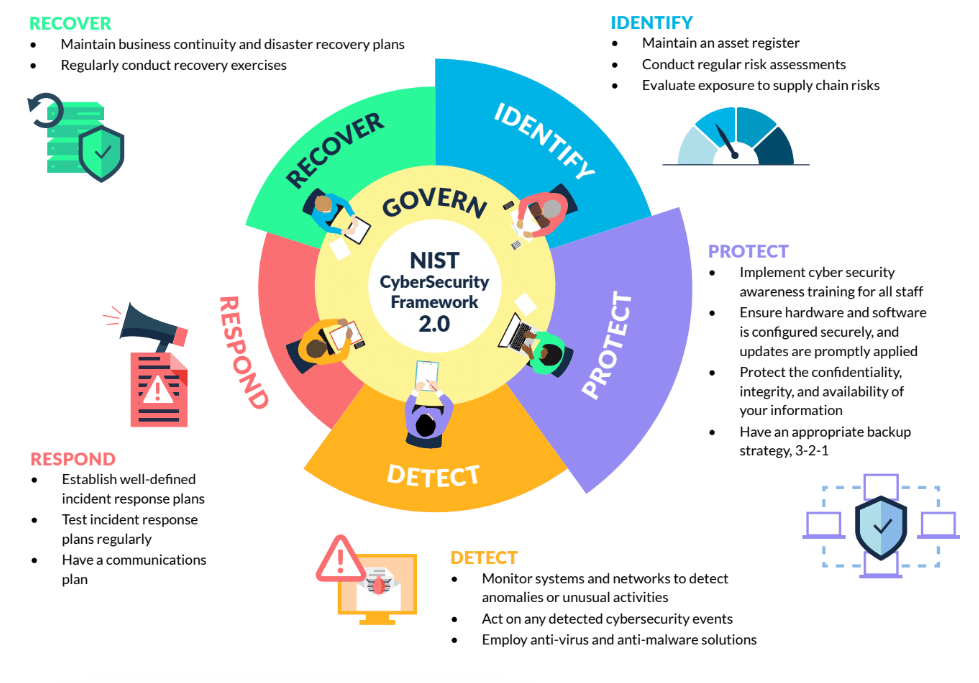 RECOVER
• Maintain business continuity and disaster recovery plans
• Regularly conduct recovery exercises
IDENTIFY
• Maintain an asset register
• Conduct regular risk assessments
• Evaluate exposure to supply chain risks
RECOVER
IDENTIFY
GOVERN
NIST
CyberSecurity
Framework
2.0
RESPOND
PROTECT
DETECT
PROTECT
• Implement cyber security
awareness training for all staff
• Ensure hardware and software
is configured securely, and
updates are promptly applied
• Protect the confidentiality,
integrity, and availability of
your information
• Have an appropriate backup
strategy, 3-2-1
RESPOND
• Establish well-defined
incident response plans
• Test incident response
plans regularly
• Have a communications
plan
DETECT
• Monitor systems and networks to detect
anomalies or unusual activities
• Act on any detected cybersecurity events
• Employ anti-virus and anti-malware solutions